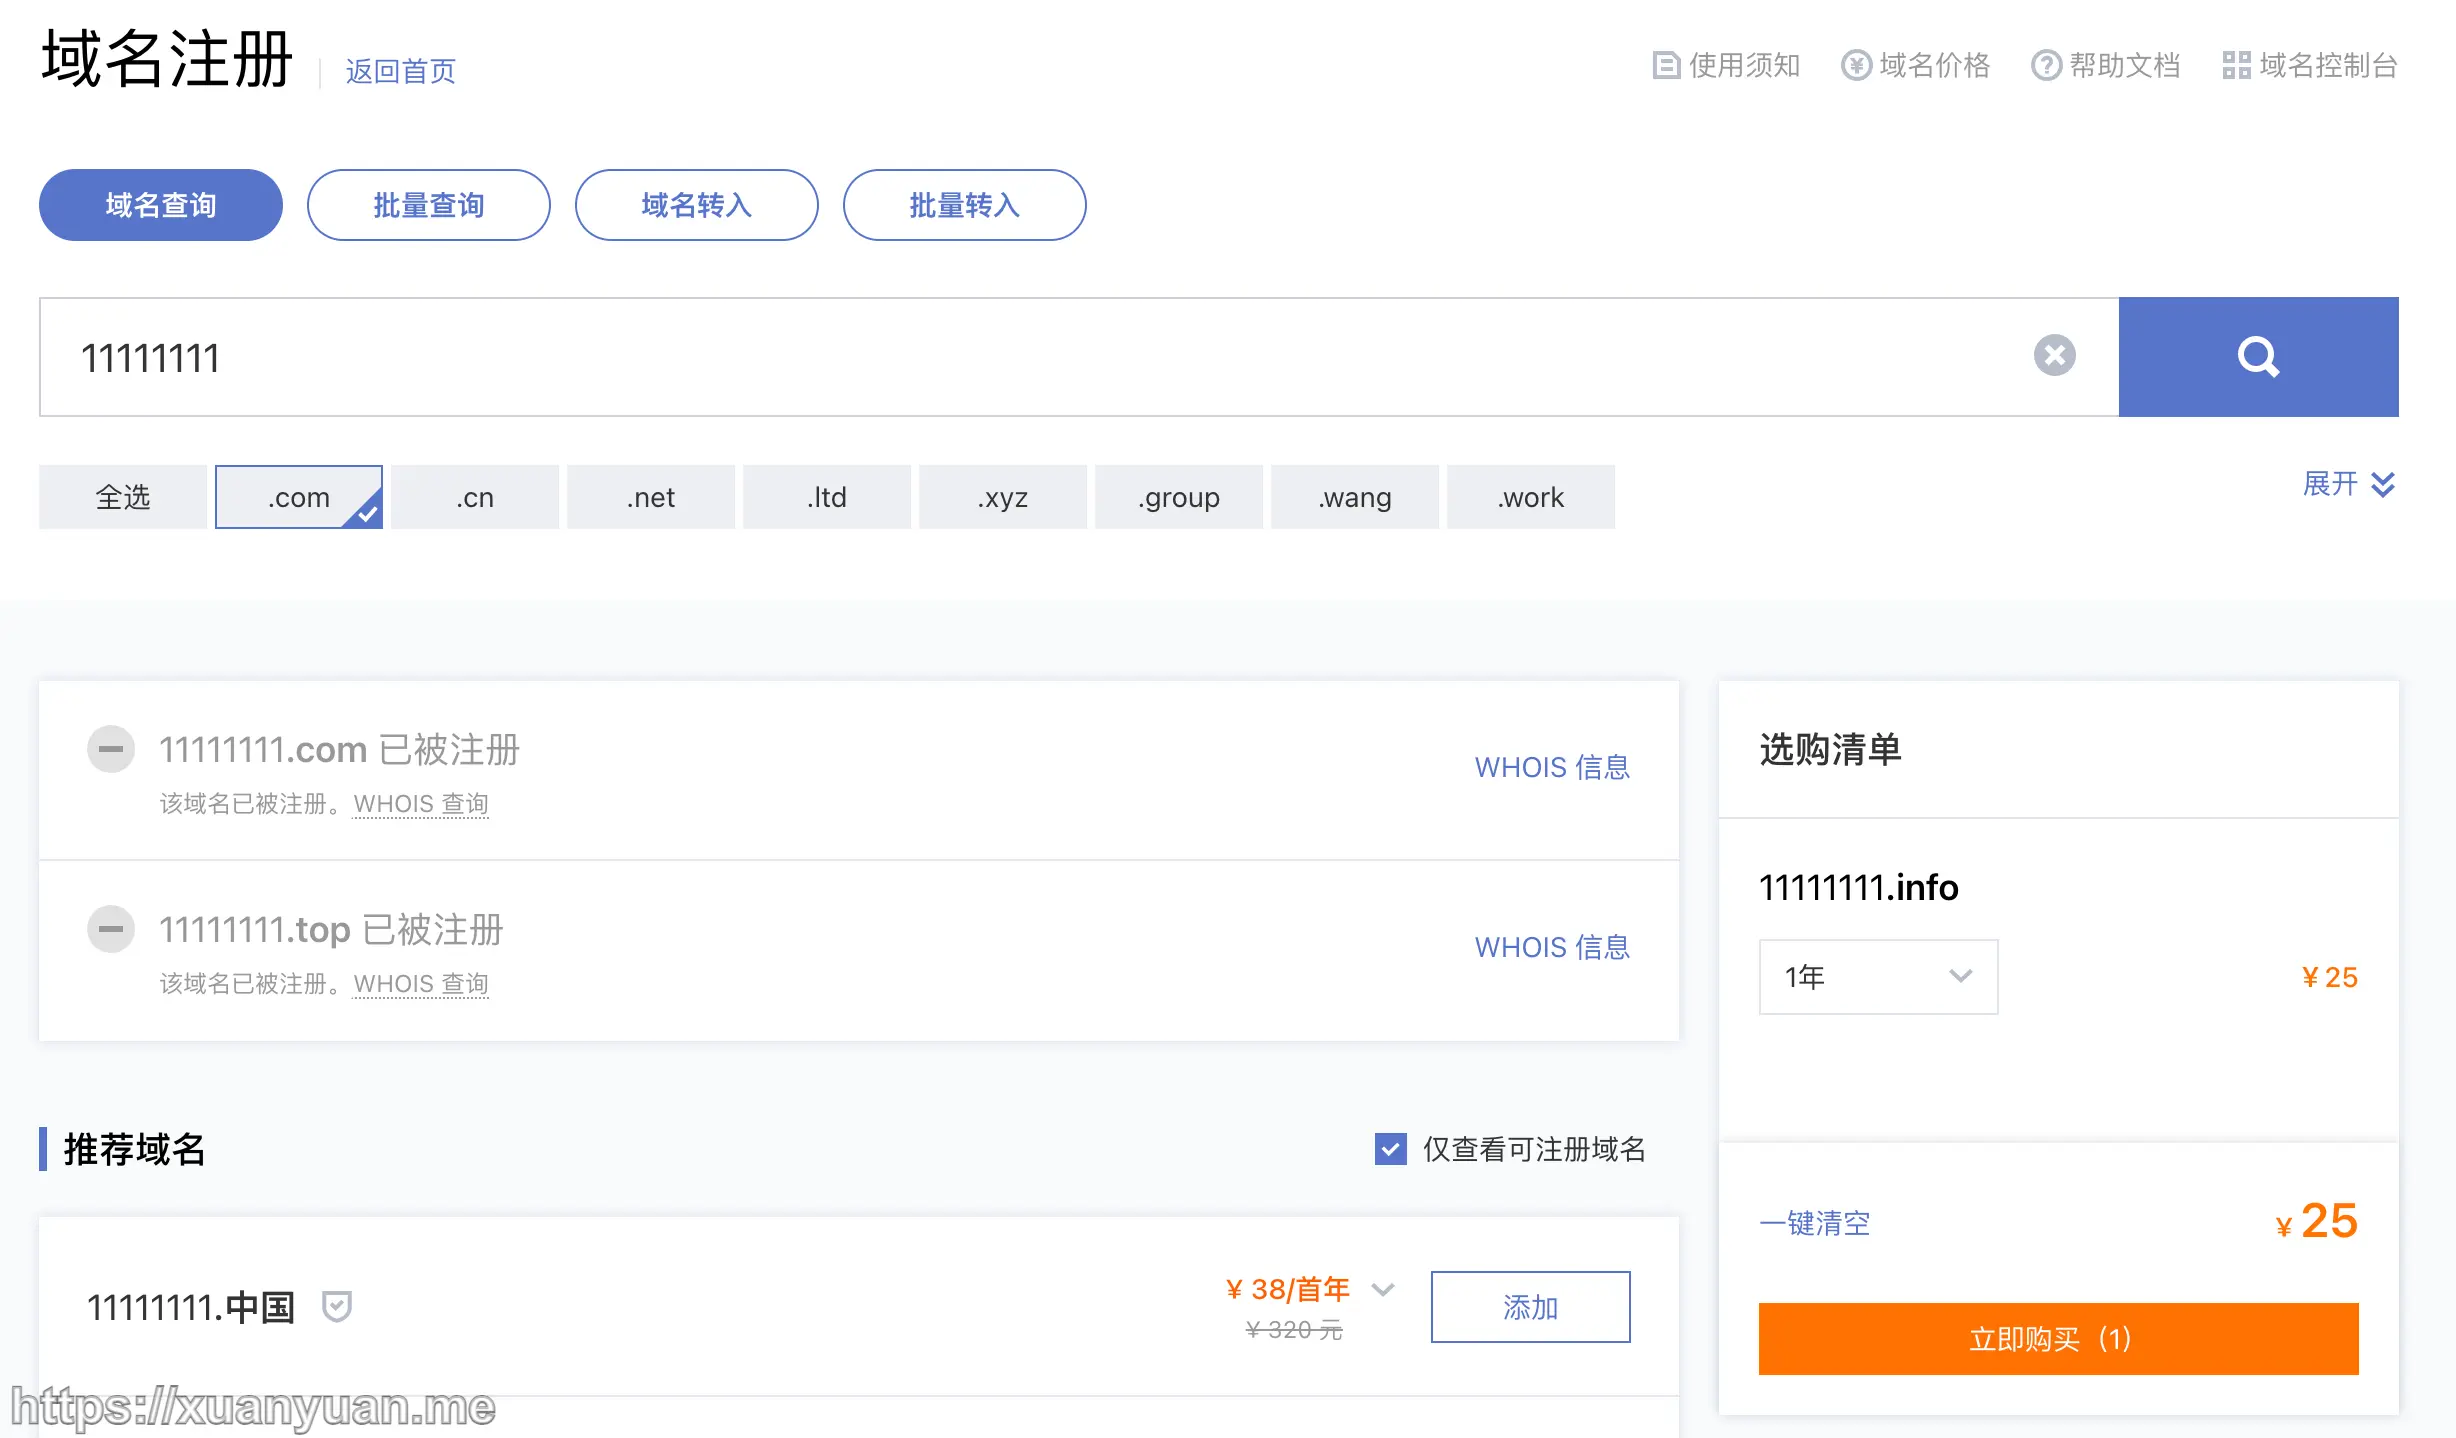 域名注册
返回首页
使用须知
域名价格
帮助文档
域名控制台
域名查询
批量查询
域名转入
批量转入
11111111
全选
.com
.cn
.net
.ltd
.xyz
.group
.wang
.work
展开
11111111.com 已被注册
该域名已被注册。WHOIS 查询
WHOIS 信息
11111111.top 已被注册
该域名已被注册。WHOIS 查询
WHOIS 信息
推荐域名
仅查看可注册域名
11111111.中国
¥ 38/首年
¥ 320 元
添加
选购清单
11111111.info
1年
¥ 25
一键清空
¥ 25
立即购买（1）
https://xuanyuan.me